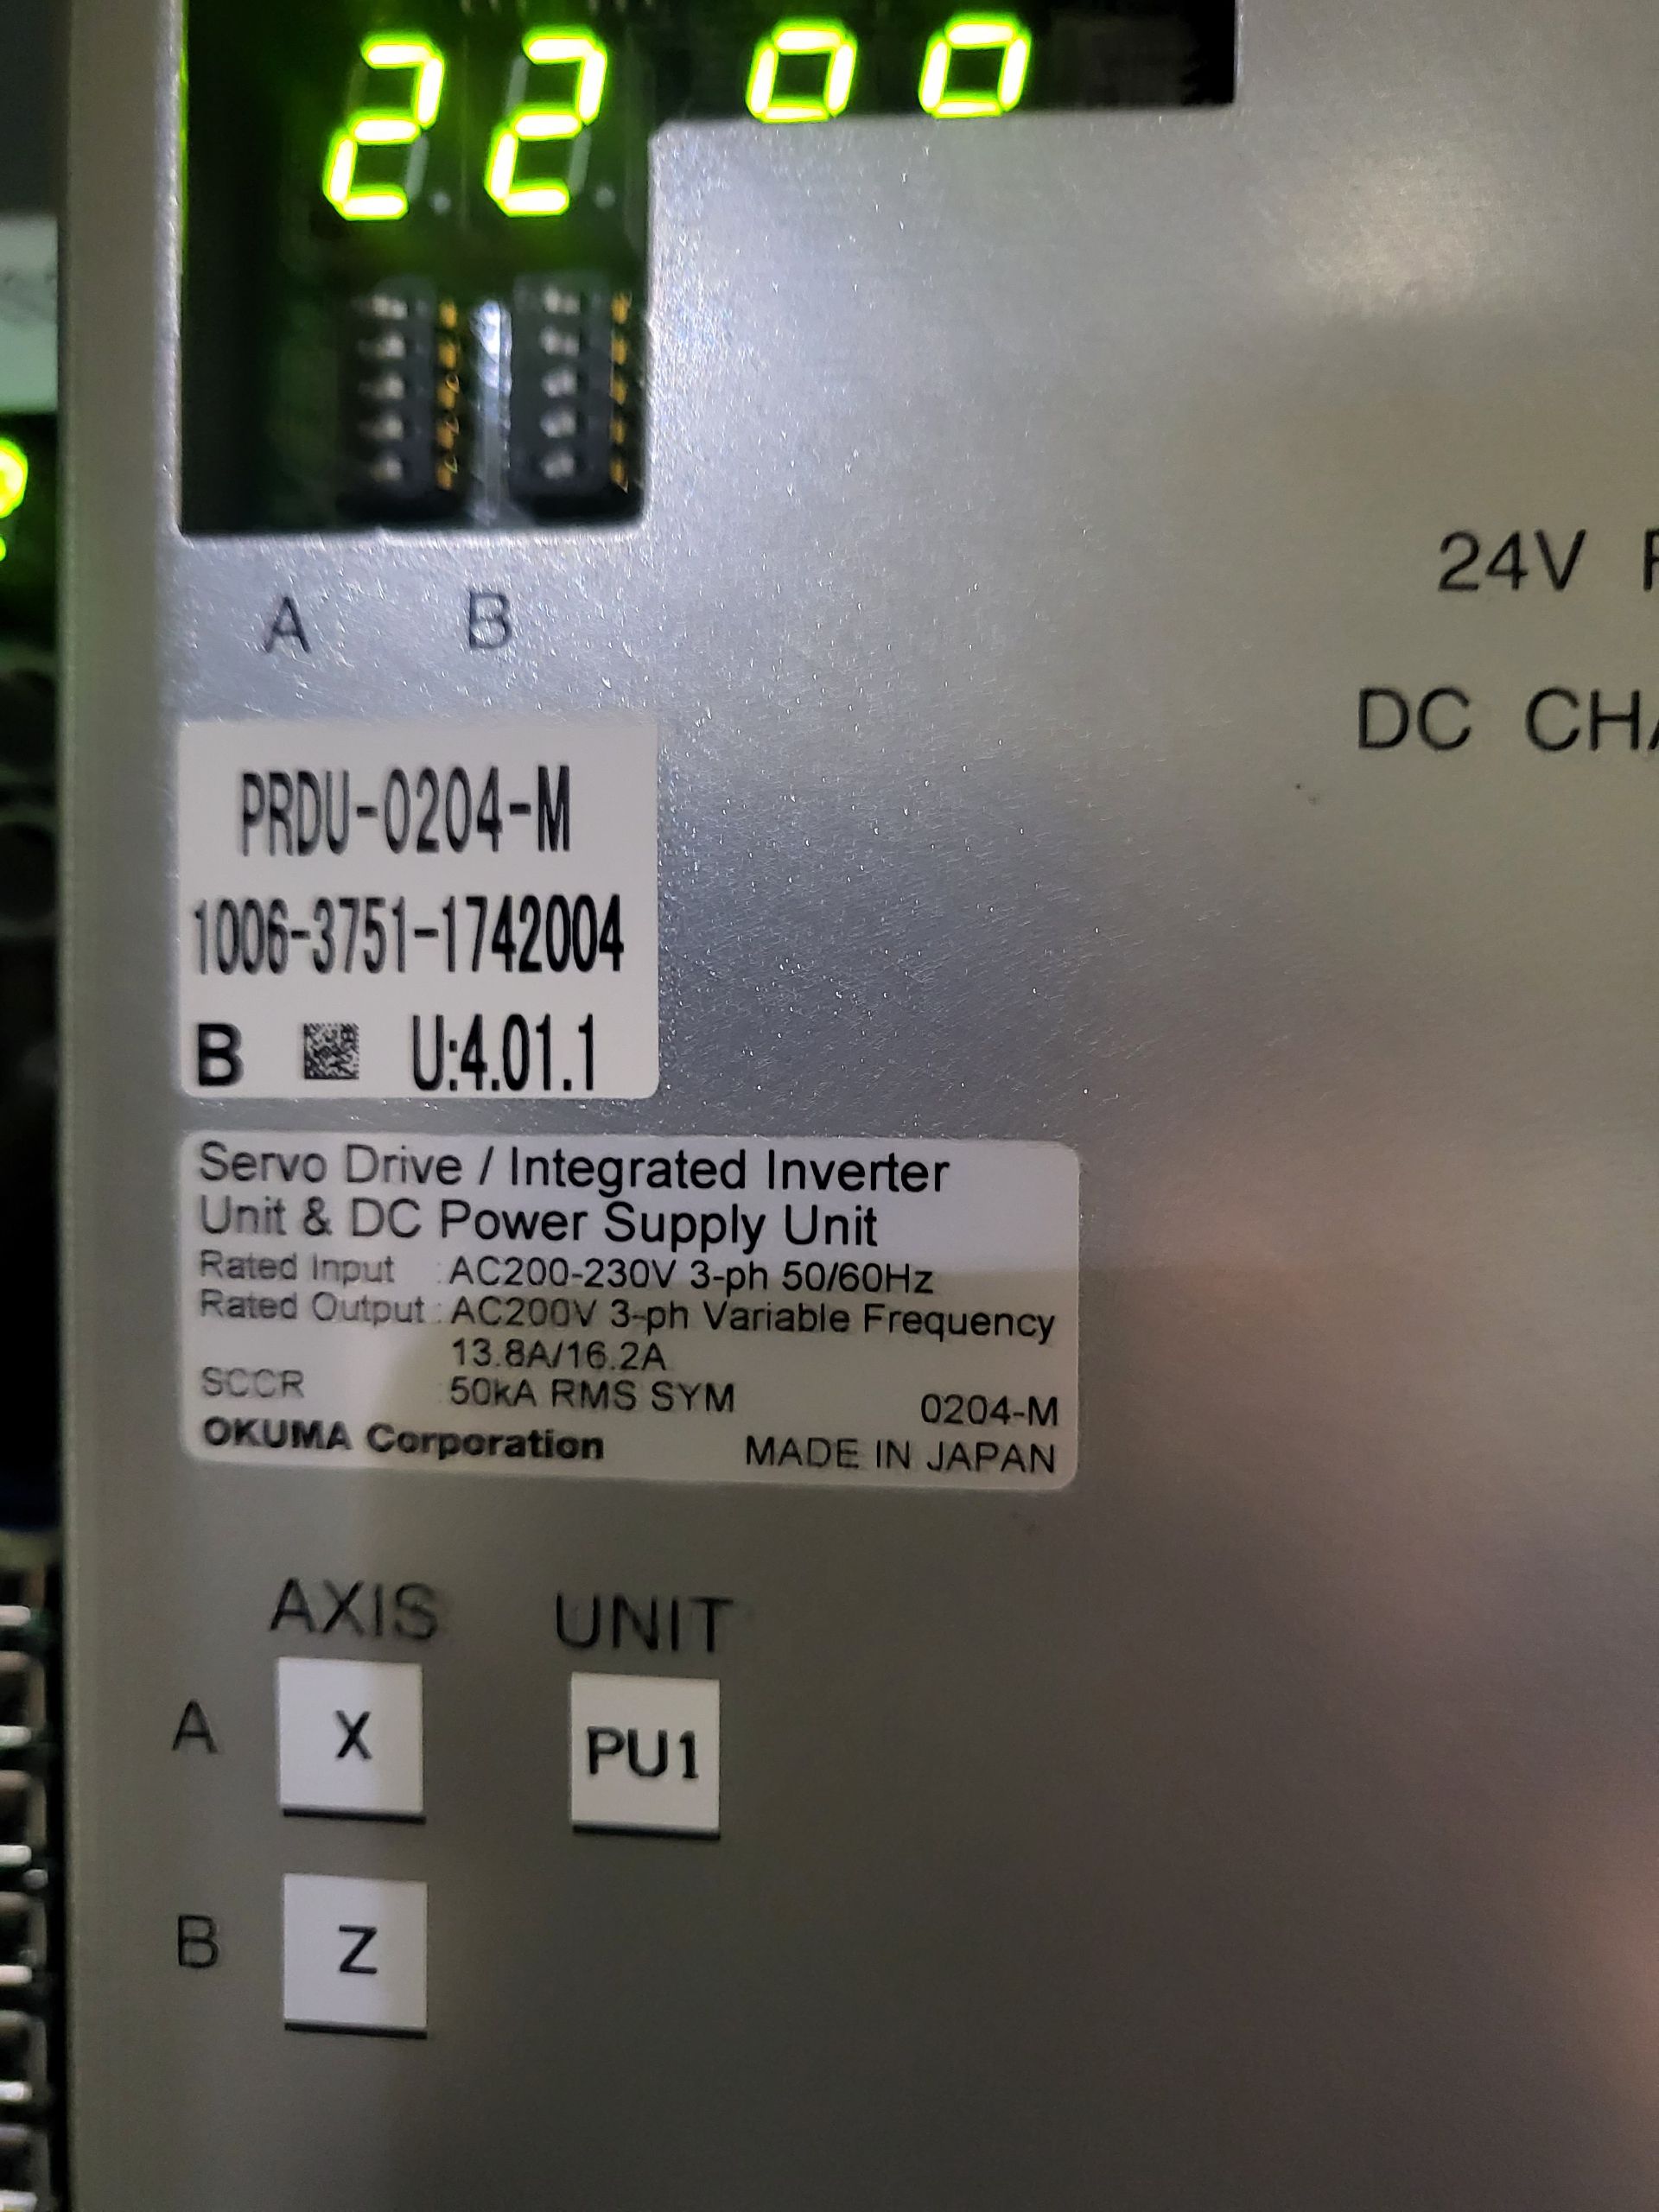 22
A B
24V
DC
PRDU-0204-M
1006-3751-1742004
B U:4.01.1
Servo Drive / Integrated Inverter
Unit & DC Power Supply Unit
Rated Input : AC200-230V 3-ph 50/60Hz
Rated Output : AC200V 3-ph Variable Frequency
13.8A/16.2A
SCCR : 50kA RMS SYM 0204-M
OKUMA Corporation MADE IN JAPAN
AXIS UNIT
A X PU1
B Z